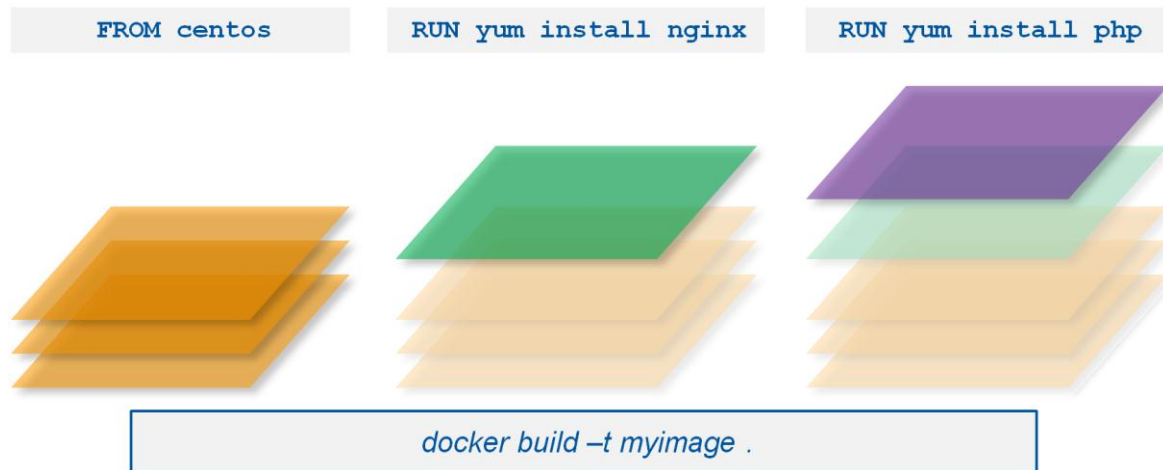 FROM centos
RUN yum install nginx
RUN yum install php
docker build –t myimage .